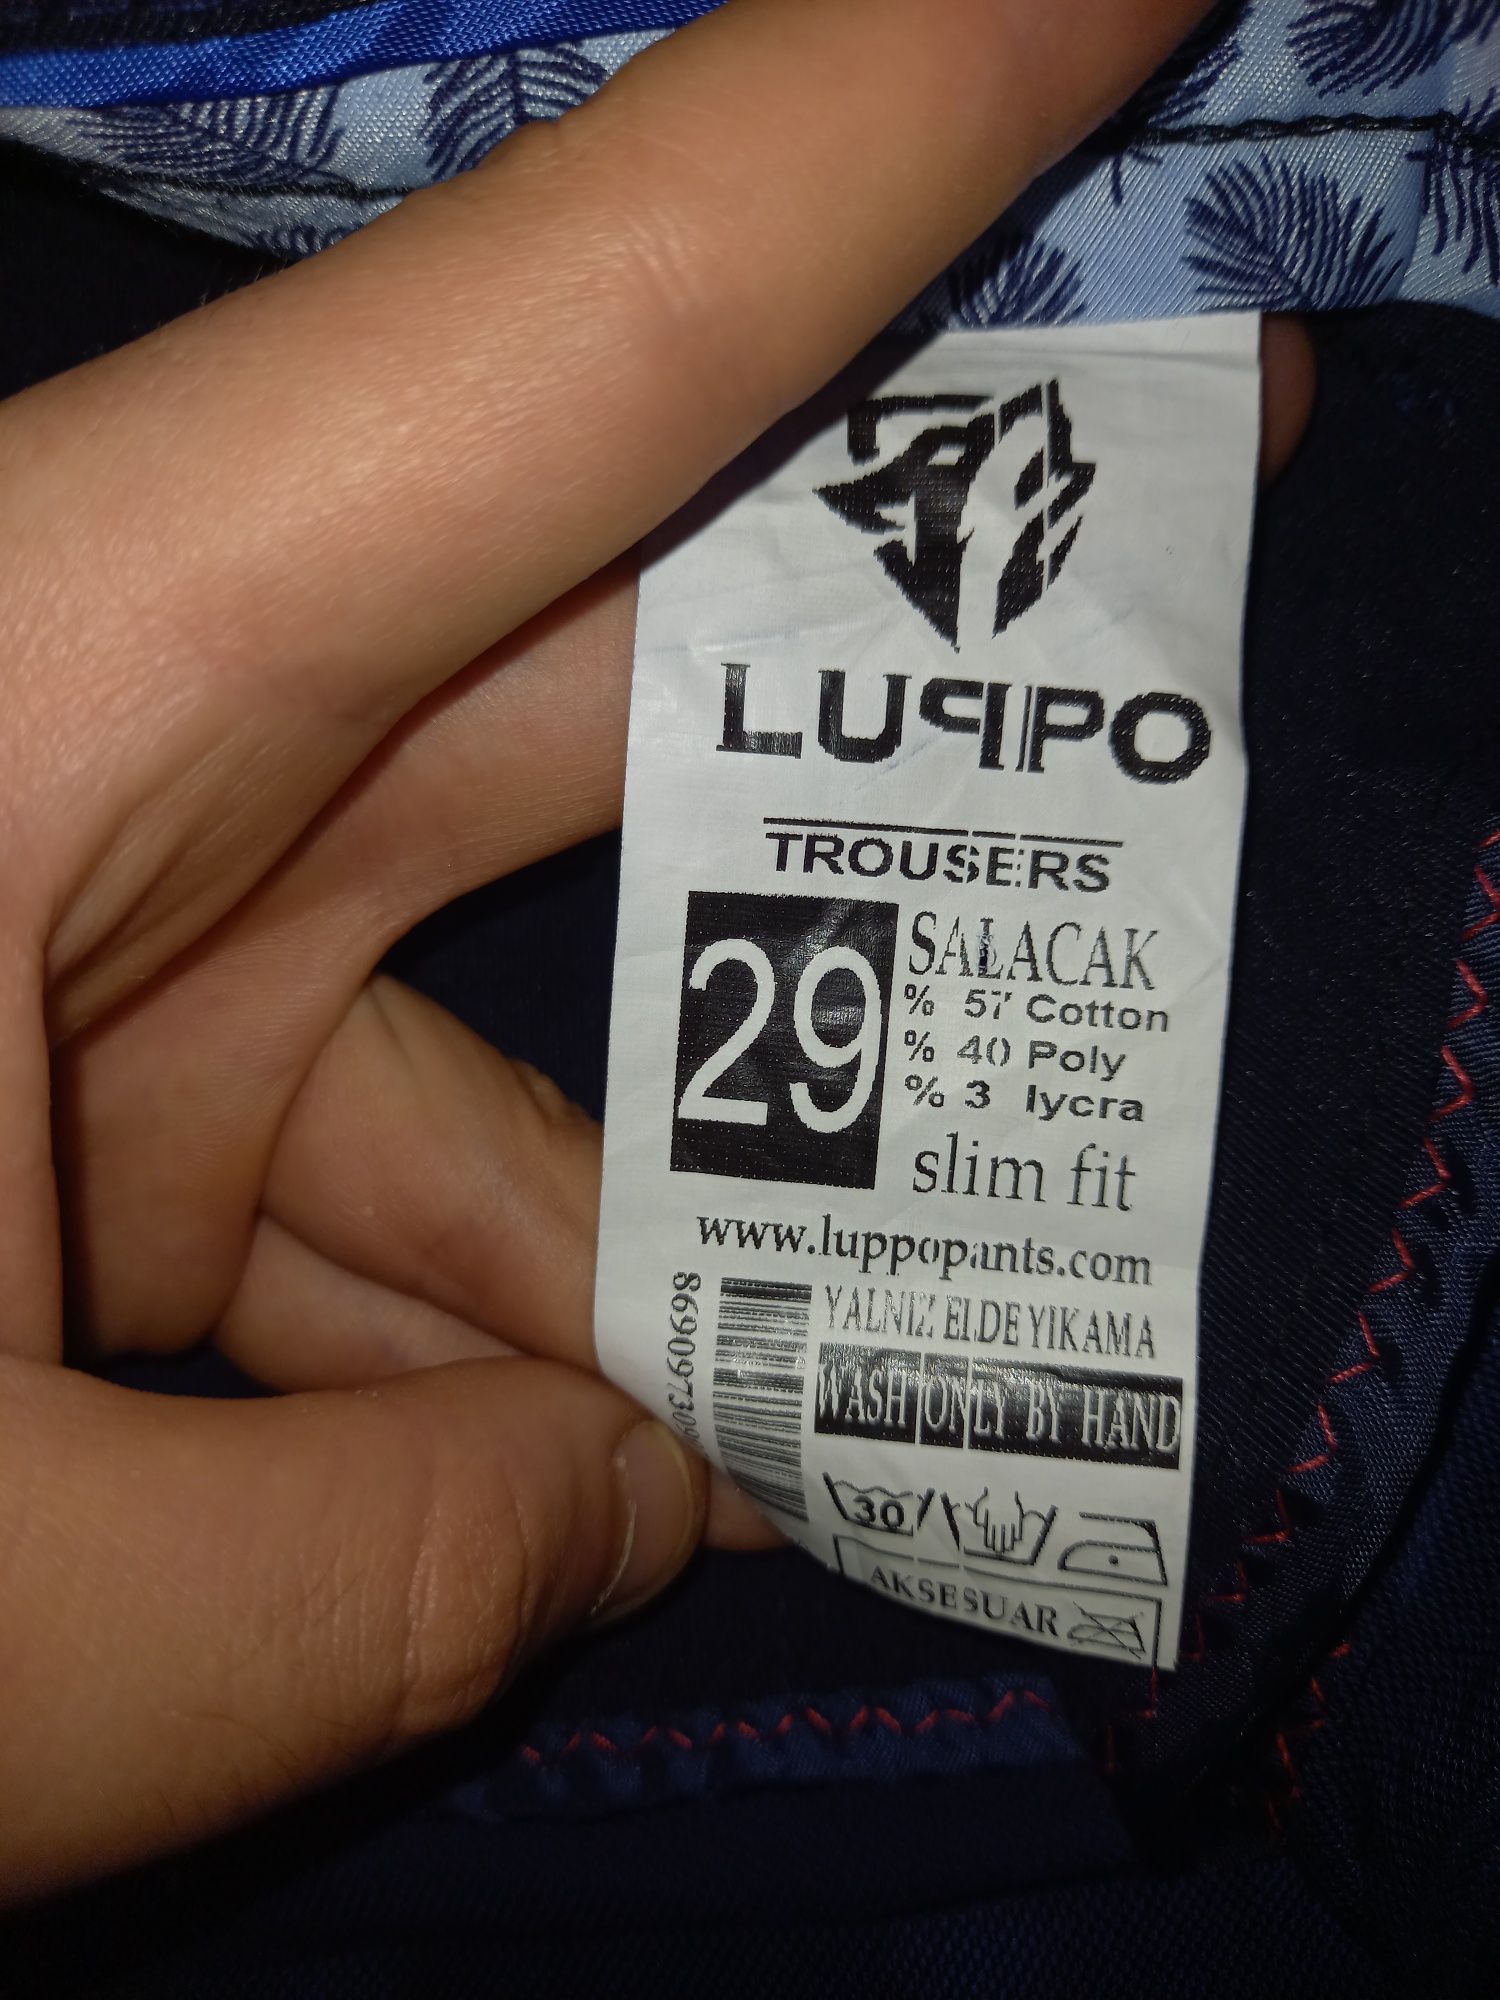 LUPPO
TROUSERS
29
SALACAK
% 57 Cotton
% 40 Poly
% 3 lycra
slim fit
www.luppopants.com
YALNIZ ELDE YIKAMA
WASH ONLY BY HAND
30
AKSESUAR